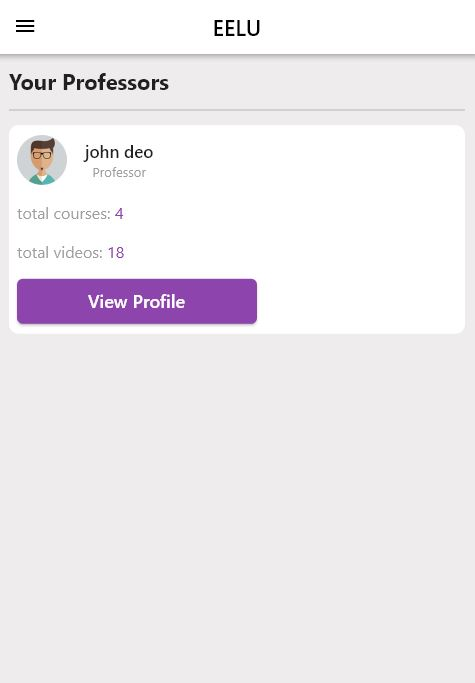 EELU
Your Professors
john deo
Professor
total courses: 4
total videos: 18
View Profile